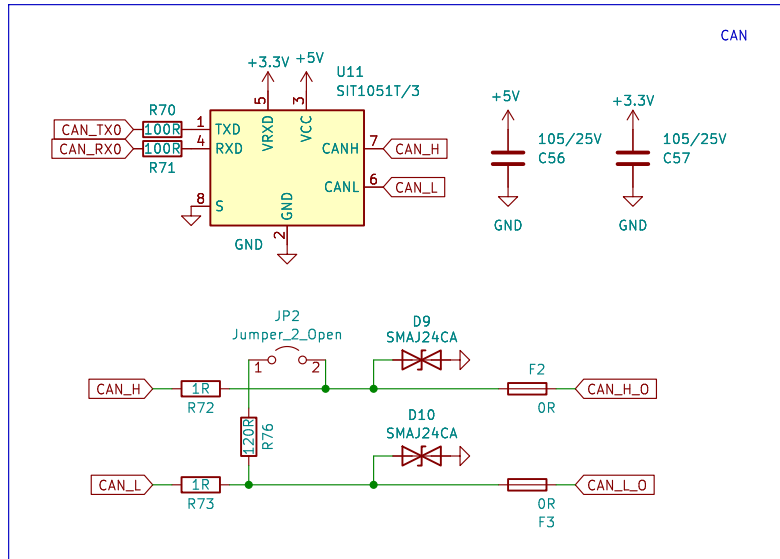 CAN
+3.3V
+5V
U11
SIT1051T/3
R70
CAN_TX0
100R
1
TXD
CAN_RX0
100R
4
RXD
R71
5
VRXD
3
VCC
CANH
7
CAN_H
CANL
6
CAN_L
8
S
GND
2
GND
+5V
105/25V
C56
GND
+3.3V
105/25V
C57
GND
JP2
Jumper_2_Open
1
2
D9
SMAJ24CA
F2
CAN_H
1R
R72
0R
CAN_H_O
120R
R76
D10
SMAJ24CA
CAN_L
1R
R73
0R
F3
CAN_L_O